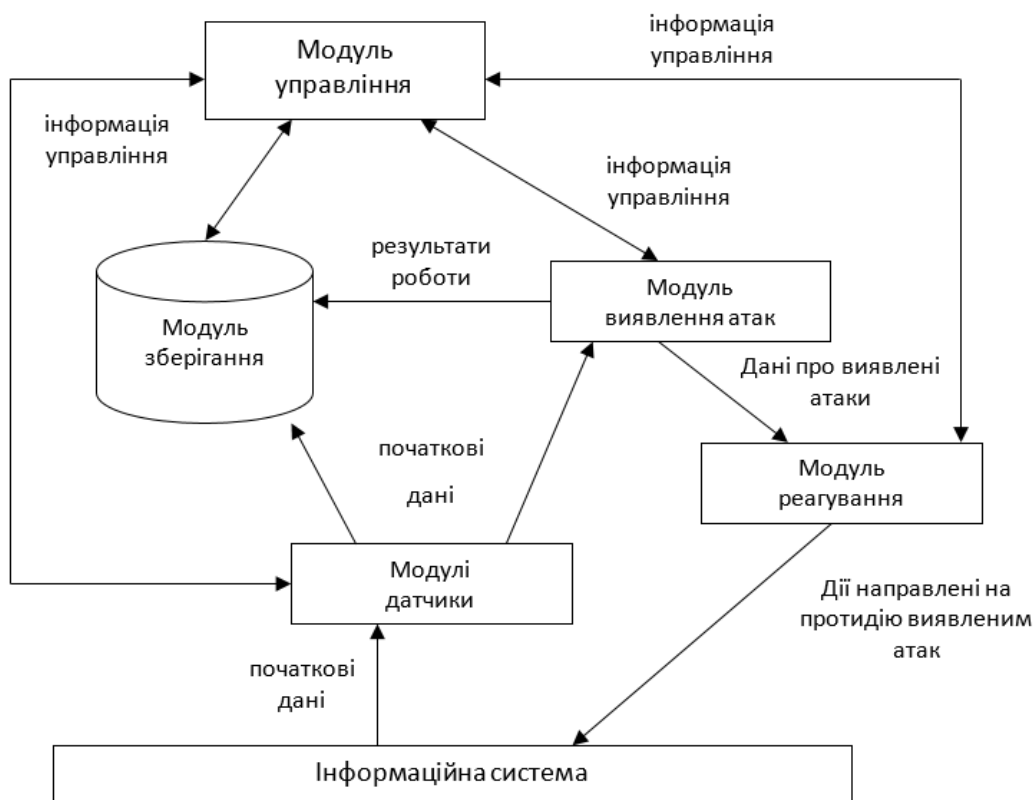 Модуль
управління
інформація
управління
інформація
управління
інформація
управління
результати
роботи
Модуль
виявлення атак
Модуль
зберігання
Дані про виявлені
атаки
початкові
дані
Модуль
реагування
Модулі
датчики
Дії направлені на
протидію виявленим
атак
початкові
дані
Інформаційна система